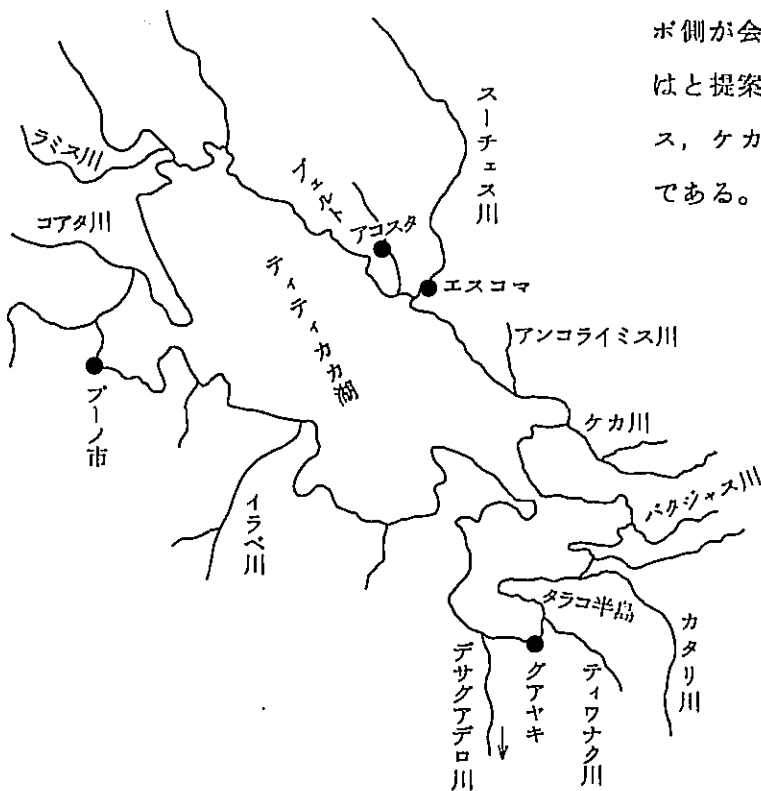 ポ側が会
はと提案
ス，ケカ
である。
スーチェス川
ラミス川
プェルト
アコスタ
コアタ川
エスコマ
ティティカカ湖
アンコライミス川
プーノ市
ケカ川
パクジャス川
イラベ川
タラコ半島
カタリ川
デサグアデロ川
グアヤキ
ティワナク川